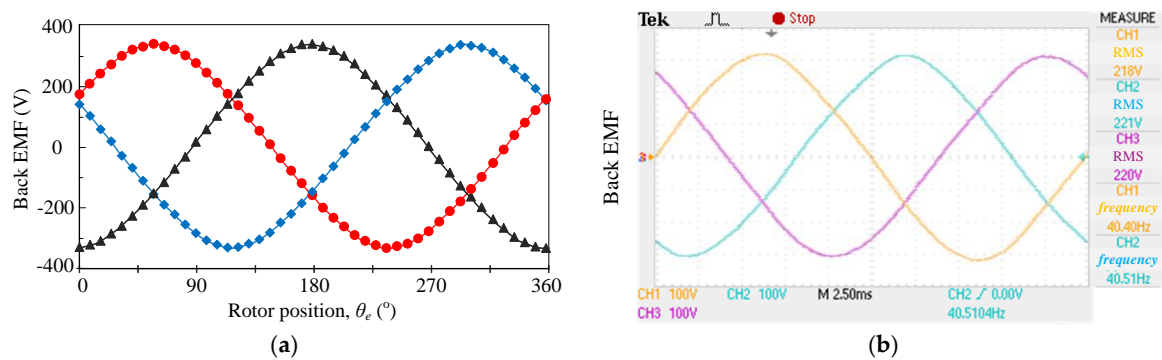 400
200
0
-200
-400
Back EMF (V)
0 90 180 270 360
Rotor position, θe (°)
(a)
Tek Stop MEASURE
CH1
RMS
218V
CH2
RMS
221V
CH3
RMS
220V
CH1
frequency
40.40Hz
CH2
frequency
40.51Hz
Back EMF
CH1 100V CH2 100V M 2.50ms CH2 0.00V
CH3 100V 40.5104Hz
(b)